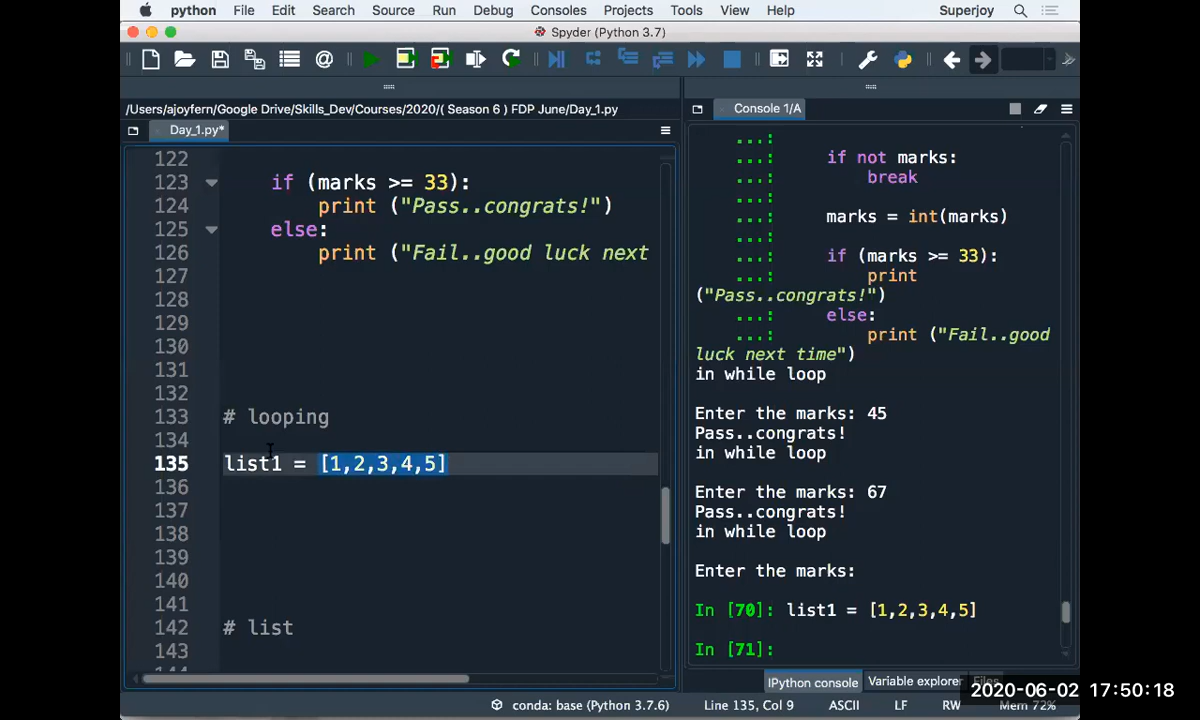 python File Edit Search Source Run Debug Consoles Projects Tools View Help Superjoy
Spyder (Python 3.7)
/Users/ajoyfern/Google Drive/Skills_Dev/Courses/2020/( Season 6 ) FDP June/Day_1.py
Day_1.py*
122
123 if (marks >= 33):
124 print ("Pass..congrats!")
125 else:
126 print ("Fail..good luck next
127
128
129
130
131
132
133 # looping
134
135 list1 = [1,2,3,4,5]
136
137
138
139
140
141
142 # list
143
Console 1/A
...:
...: if not marks:
...: break
...:
...: marks = int(marks)
...:
...: if (marks >= 33):
...: print
("Pass..congrats!")
...: else:
...: print ("Fail..good
luck next time")
in while loop
Enter the marks: 45
Pass..congrats!
in while loop
Enter the marks: 67
Pass..congrats!
in while loop
Enter the marks:
In [70]: list1 = [1,2,3,4,5]
In [71]:
IPython console Variable explorer Files
2020-06-02 17:50:18
conda: base (Python 3.7.6) Line 135, Col 9 ASCII LF RW Mem 72%